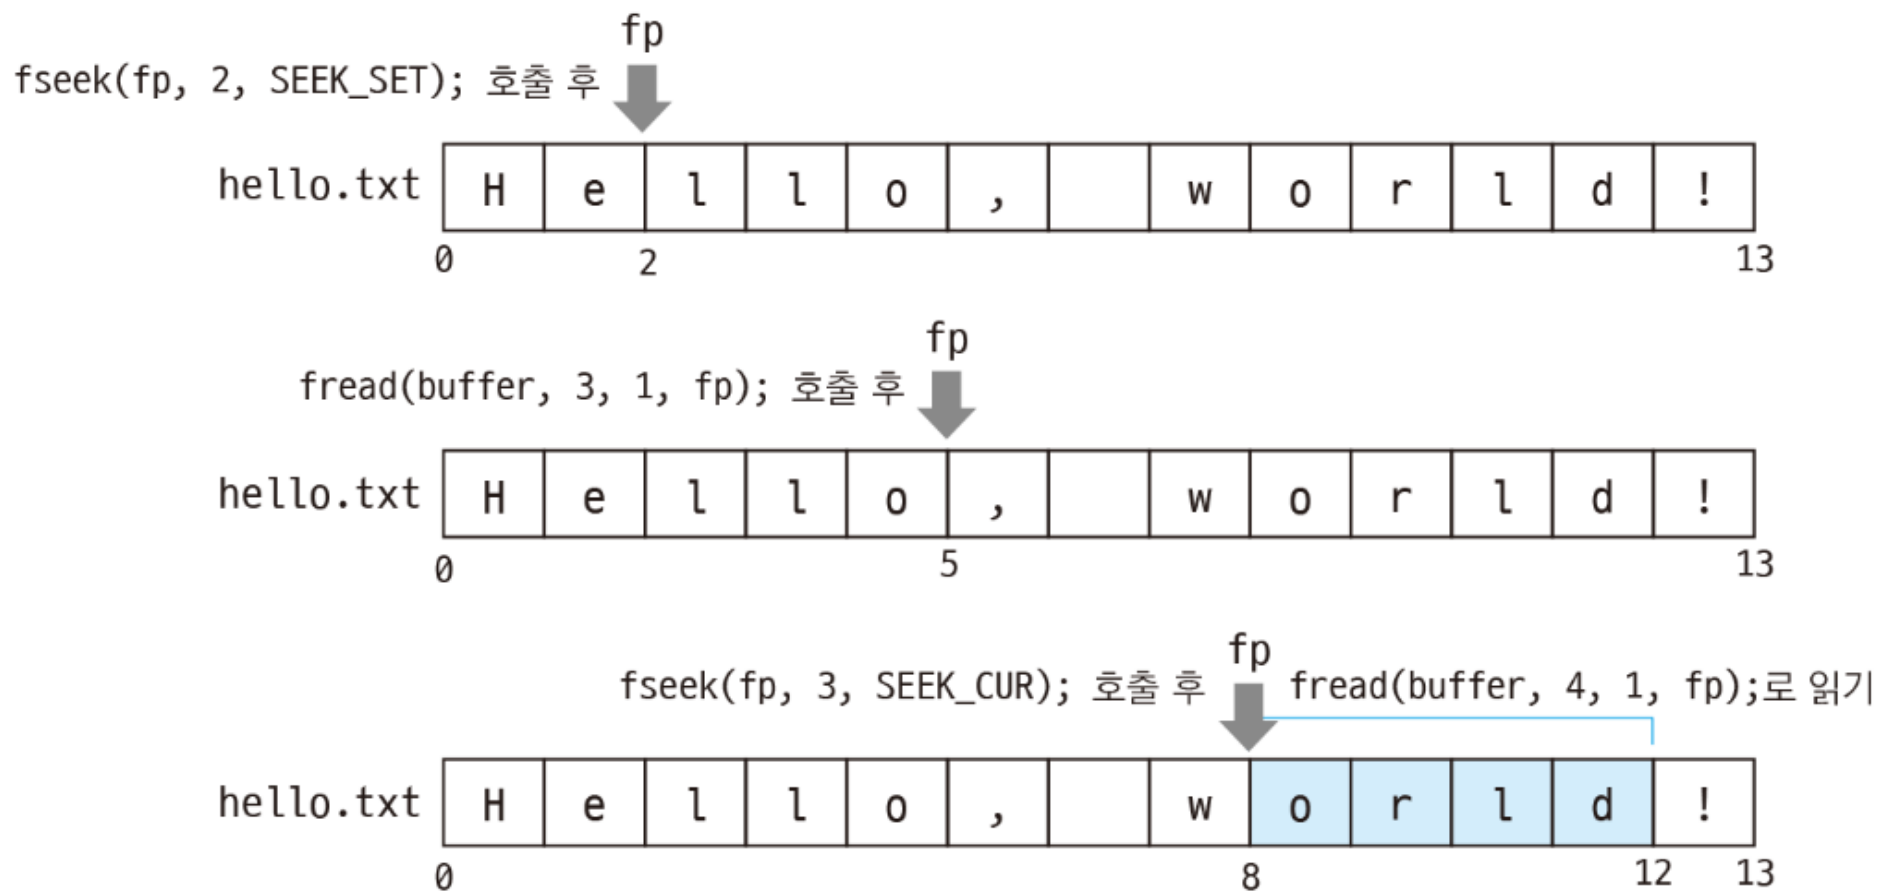 fp
fseek(fp, 2, SEEK_SET); 호출 후
hello.txt H e l l o , w o r l d !
0 2 13
fp
fread(buffer, 3, 1, fp); 호출 후
hello.txt H e l l o , w o r l d !
0 5 13
fp
fseek(fp, 3, SEEK_CUR); 호출 후 fread(buffer, 4, 1, fp);로 읽기
hello.txt H e l l o , w o r l d !
0 8 12 13